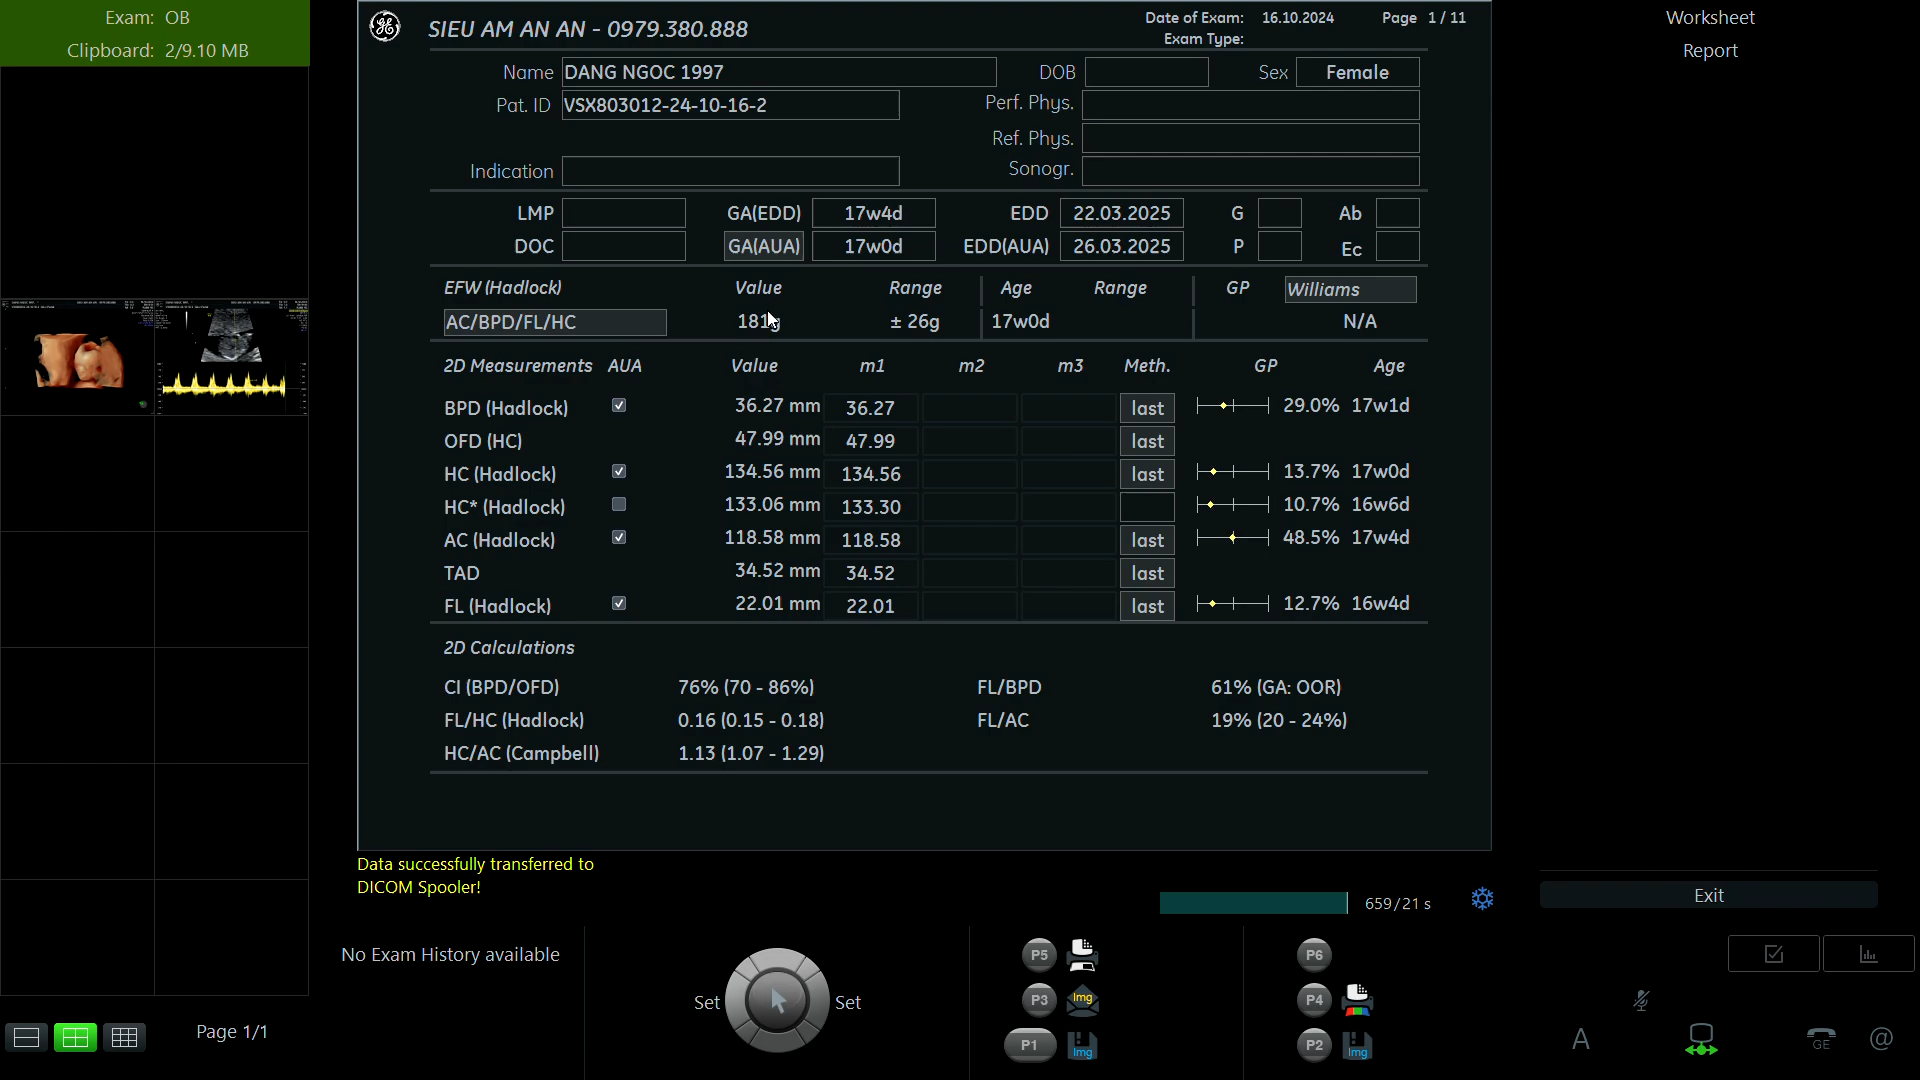 Exam: OB
Clipboard: 2/9.10 MB
SIEU AM AN AN - 0979.380.888
Date of Exam: 16.10.2024 Page 1 / 11
Exam Type:
Name DANG NGOC 1997 DOB Sex Female
Pat. ID VSX803012-24-10-16-2 Perf. Phys.
Ref. Phys.
Indication Sonogr.
LMP GA(EDD) 17w4d EDD 22.03.2025 G Ab
DOC GA(AUA) 17w0d EDD(AUA) 26.03.2025 P Ec
EFW (Hadlock) Value Range Age Range GP Williams
AC/BPD/FL/HC 181g ± 26g 17w0d N/A
2D Measurements AUA Value m1 m2 m3 Meth. GP Age
BPD (Hadlock) 36.27 mm 36.27 last 29.0% 17w1d
OFD (HC) 47.99 mm 47.99 last
HC (Hadlock) 134.56 mm 134.56 last 13.7% 17w0d
HC* (Hadlock) 133.06 mm 133.30 10.7% 16w6d
AC (Hadlock) 118.58 mm 118.58 last 48.5% 17w4d
TAD 34.52 mm 34.52 last
FL (Hadlock) 22.01 mm 22.01 last 12.7% 16w4d
2D Calculations
CI (BPD/OFD) 76% (70 - 86%) FL/BPD 61% (GA: OOR)
FL/HC (Hadlock) 0.16 (0.15 - 0.18) FL/AC 19% (20 - 24%)
HC/AC (Campbell) 1.13 (1.07 - 1.29)
Data successfully transferred to
DICOM Spooler!
659/21 s
No Exam History available
Set Set
P5
P3 Img
P1 Img
P6
P4
P2 Img
Page 1/1
Worksheet
Report
Exit
A GE @